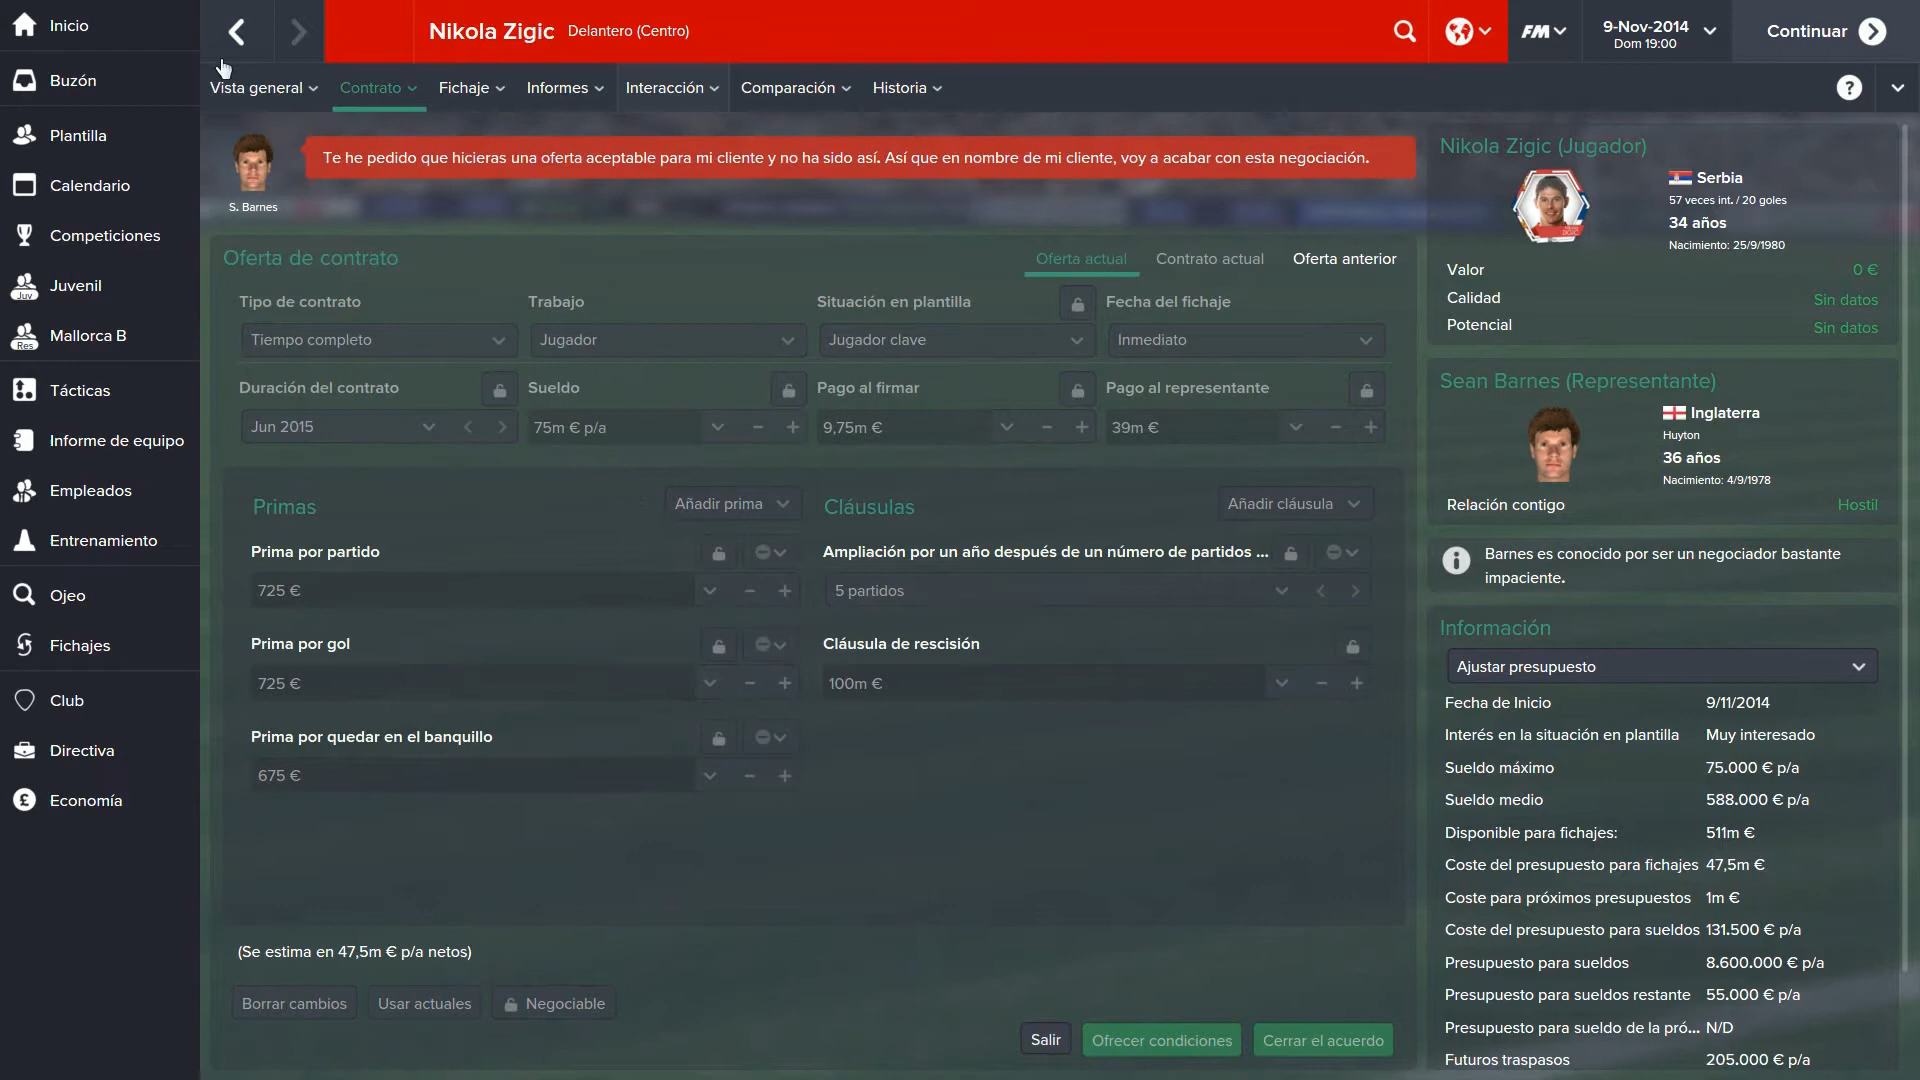 Inicio
Buzón
Plantilla
Calendario
Competiciones
Juv
Juvenil
Res
Mallorca B
Tácticas
Informe de equipo
Empleados
Entrenamiento
Ojeo
Fichajes
Club
Directiva
£
Economía
Nikola Zigic Delantero (Centro)
FM
9-Nov-2014
Dom 19:00
Continuar
Vista general
Contrato
Fichaje
Informes
Interacción
Comparación
Historia
?
S. Barnes
Te he pedido que hicieras una oferta aceptable para mi cliente y no ha sido así. Así que en nombre de mi cliente, voy a acabar con esta negociación.
Oferta de contrato
Oferta actual
Contrato actual
Oferta anterior
Tipo de contrato
Tiempo completo
Trabajo
Jugador
Situación en plantilla
Jugador clave
Fecha del fichaje
Inmediato
Duración del contrato
Jun 2015
Sueldo
75m € p/a
Pago al firmar
9,75m €
Pago al representante
39m €
Primas
Añadir prima
Prima por partido
725 €
Prima por gol
725 €
Prima por quedar en el banquillo
675 €
Cláusulas
Añadir cláusula
Ampliación por un año después de un número de partidos ...
5 partidos
Cláusula de rescisión
100m €
(Se estima en 47,5m € p/a netos)
Borrar cambios
Usar actuales
Negociable
Salir
Ofrecer condiciones
Cerrar el acuerdo
Nikola Zigic (Jugador)
Serbia
57 veces int. / 20 goles
34 años
Nacimiento: 25/9/1980
Valor 0 €
Calidad Sin datos
Potencial Sin datos
Sean Barnes (Representante)
Inglaterra
Huyton
36 años
Nacimiento: 4/9/1978
Relación contigo Hostil
Barnes es conocido por ser un negociador bastante
impaciente.
Información
Ajustar presupuesto
Fecha de Inicio 9/11/2014
Interés en la situación en plantilla Muy interesado
Sueldo máximo 75.000 € p/a
Sueldo medio 588.000 € p/a
Disponible para fichajes: 511m €
Coste del presupuesto para fichajes 47,5m €
Coste para próximos presupuestos 1m €
Coste del presupuesto para sueldos 131.500 € p/a
Presupuesto para sueldos 8.600.000 € p/a
Presupuesto para sueldos restante 55.000 € p/a
Presupuesto para sueldo de la pró... N/D
Futuros traspasos 205.000 € p/a